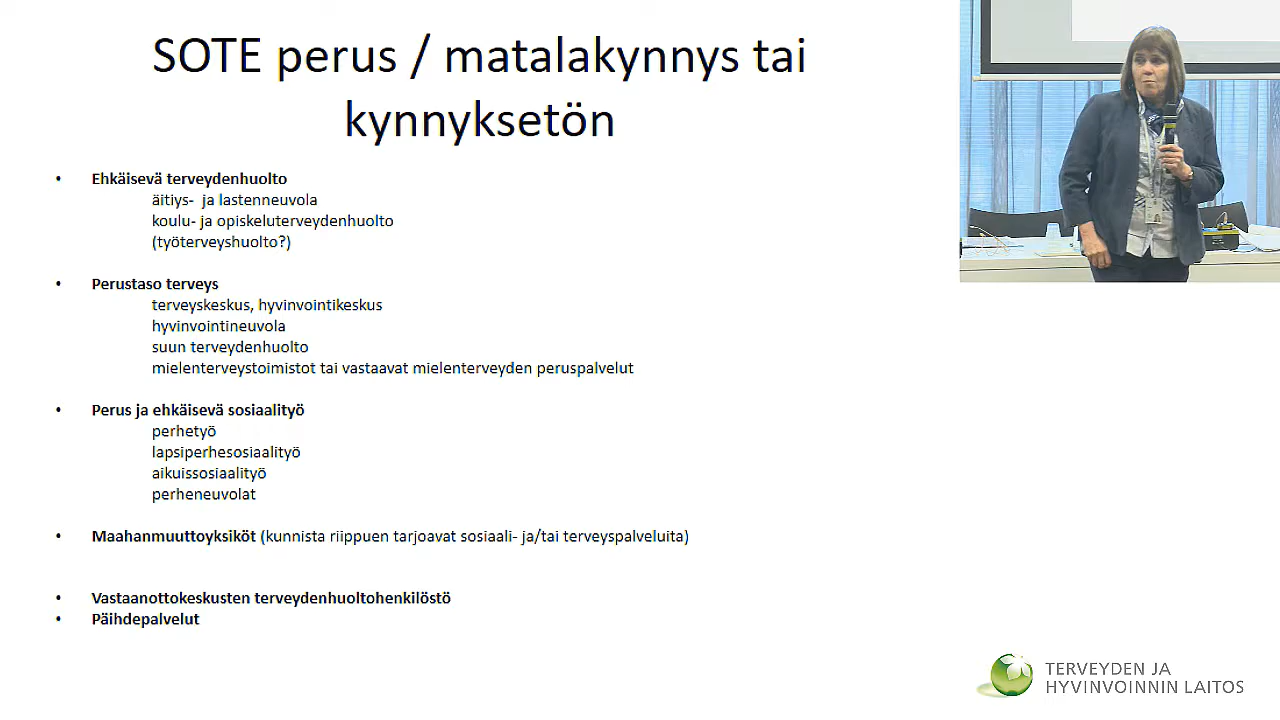 SOTE perus / matalakynnys tai
kynnyksetön
• Ehkäisevä terveydenhuolto
äitiys- ja lastenneuvola
koulu- ja opiskeluterveydenhuolto
(työterveyshuolto?)
• Perustaso terveys
terveyskeskus, hyvinvointikeskus
hyvinvointineuvola
suun terveydenhuolto
mielenterveystoimistot tai vastaavat mielenterveyden peruspalvelut
• Perus ja ehkäisevä sosiaalityö
perhetyö
lapsiperhesosiaalityö
aikuissosiaalityö
perheneuvolat
• Maahanmuuttoyksiköt (kunnista riippuen tarjoavat sosiaali- ja/tai terveyspalveluita)
• Vastaanottokeskusten terveydenhuoltohenkilöstö
• Päihdepalvelut
TERVEYDEN JA
HYVINVOINNIN LAITOS